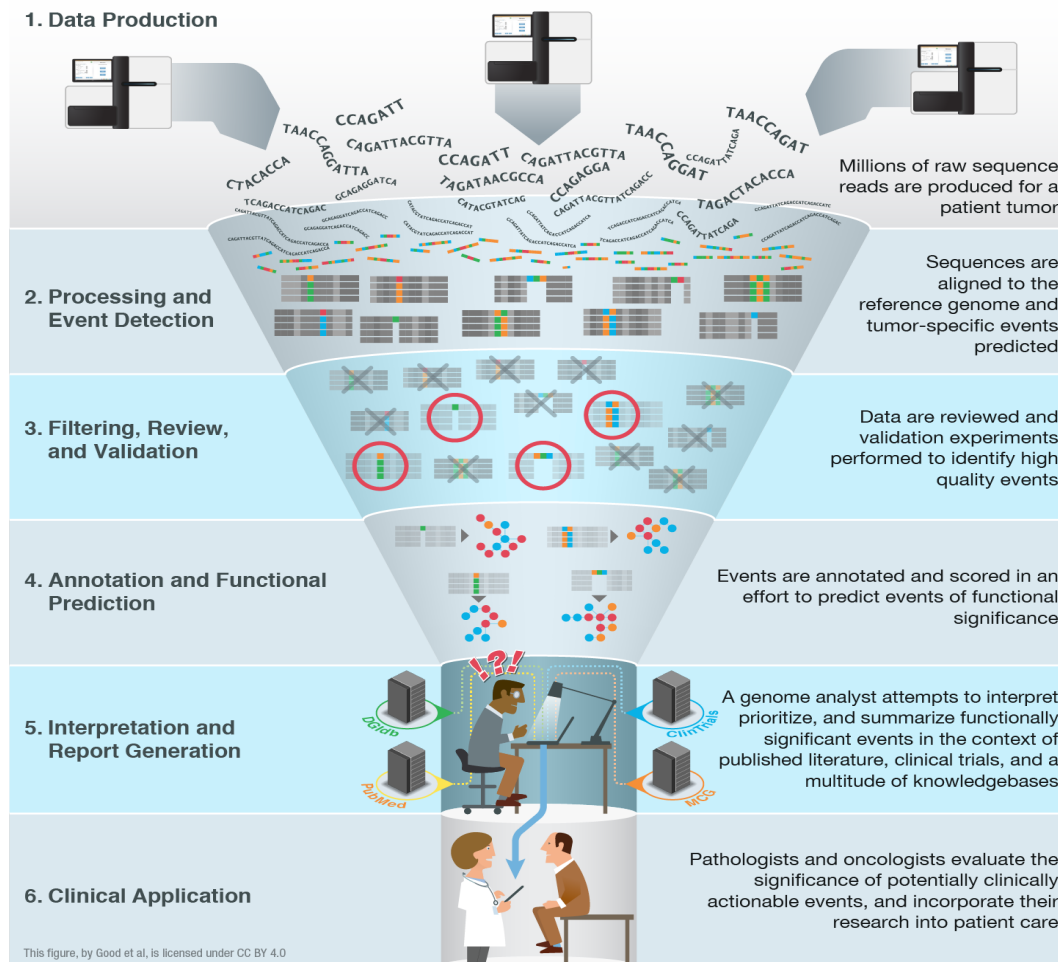 1. Data Production
CCAGATT
TAACCAGGATTA
CAGATTACGTTA
CCAGATT
CAGATTACGTTA
TAACCAGGAT
CCAGATTATCAGA
TAACCAGAT
CTACACCA
GCAGAGGATCA
TAGATAACGCCA
CCAGAGGA
TAGACTACACCA
TCAGACCATCAGAC
CATACGTATCAG
CAGATTACGTTATCAGACC
CCAGATTATCAGA
Millions of raw sequence
reads are produced for a
patient tumor
2. Processing and
Event Detection
Sequences are
aligned to the
reference genome and
tumor-specific events
predicted
3. Filtering, Review,
and Validation
Data are reviewed and
validation experiments
performed to identify high
quality events
4. Annotation and Functional
Prediction
Events are annotated and scored in an
effort to predict events of functional
significance
!?!
5. Interpretation and
Report Generation
DGIdb
PubMed
ClinTrials
MCG
A genome analyst attempts to interpret
prioritize, and summarize functionally
significant events in the context of
published literature, clinical trials, and a
multitude of knowledgebases
6. Clinical Application
Pathologists and oncologists evaluate the
significance of potentially clinically
actionable events, and incorporate their
research into patient care
This figure, by Good et al, is licensed under CC BY 4.0